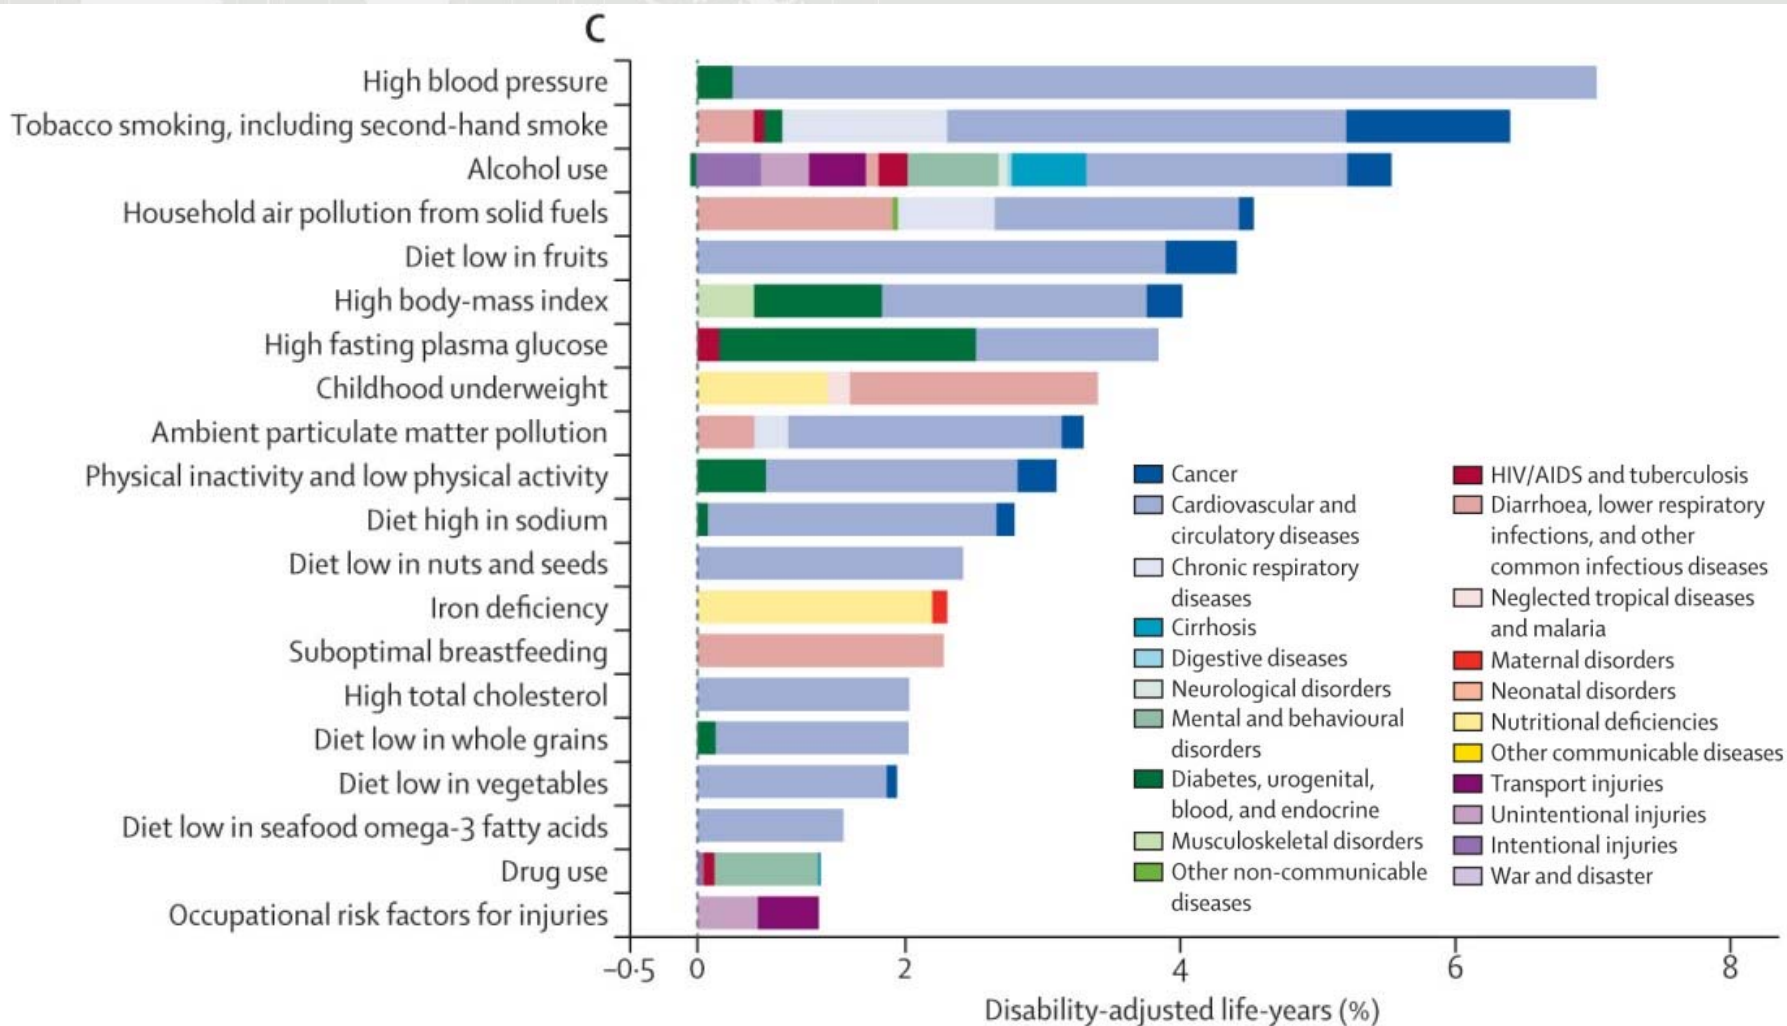 C
High blood pressure
Tobacco smoking, including second-hand smoke
Alcohol use
Household air pollution from solid fuels
Diet low in fruits
High body-mass index
High fasting plasma glucose
Childhood underweight
Ambient particulate matter pollution
Physical inactivity and low physical activity
Diet high in sodium
Diet low in nuts and seeds
Iron deficiency
Suboptimal breastfeeding
High total cholesterol
Diet low in whole grains
Diet low in vegetables
Diet low in seafood omega-3 fatty acids
Drug use
Occupational risk factors for injuries
Cancer
Cardiovascular and
circulatory diseases
Chronic respiratory
diseases
Cirrhosis
Digestive diseases
Neurological disorders
Mental and behavioural
disorders
Diabetes, urogenital,
blood, and endocrine
Musculoskeletal disorders
Other non-communicable
diseases
HIV/AIDS and tuberculosis
Diarrhoea, lower respiratory
infections, and other
common infectious diseases
Neglected tropical diseases
and malaria
Maternal disorders
Neonatal disorders
Nutritional deficiencies
Other communicable diseases
Transport injuries
Unintentional injuries
Intentional injuries
War and disaster
–0·5 0 2 4 6 8
Disability-adjusted life-years (%)